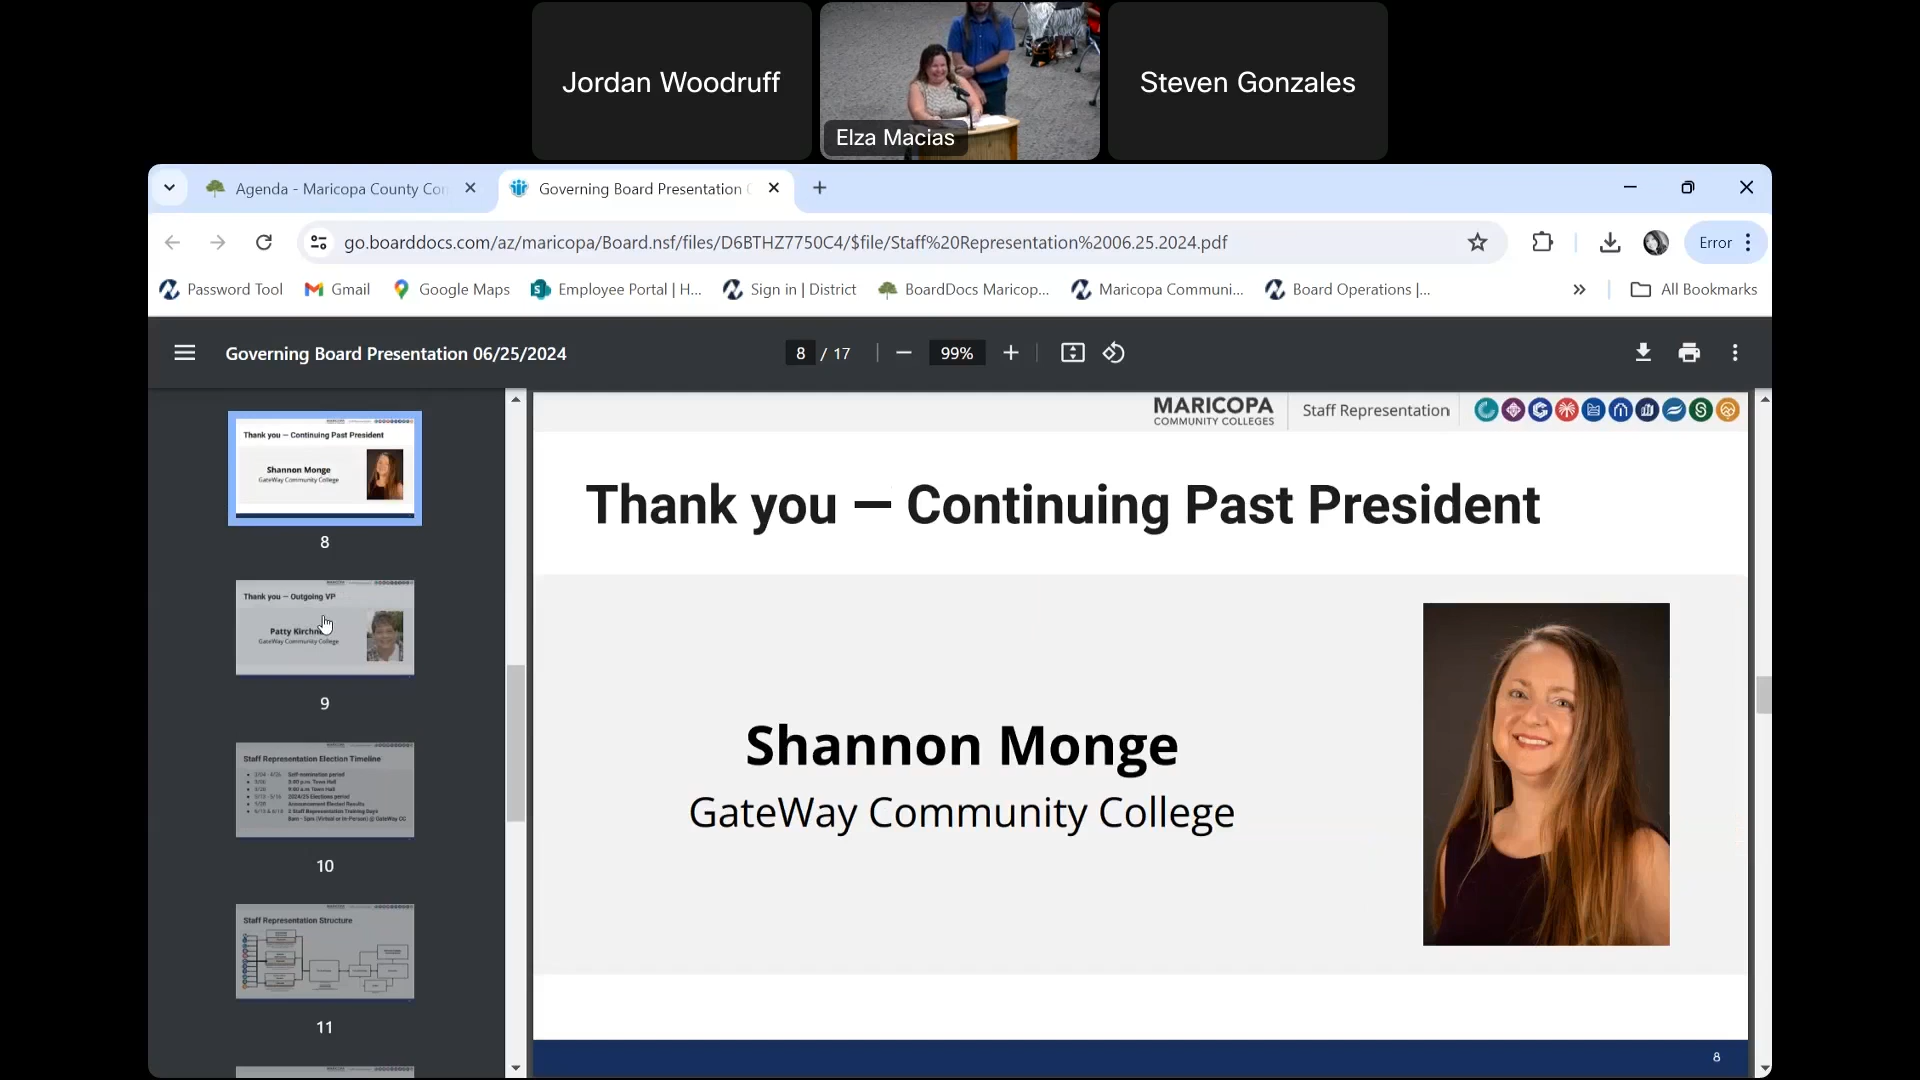 Jordan Woodruff
Elza Macias
Steven Gonzales
Agenda - Maricopa County Co
Governing Board Presentation
go.boarddocs.com/az/maricopa/Board.nsf/files/D6BTHZ7750C4/$file/Staff%20Representation%2006.25.2024.pdf
Error
Password Tool
Gmail
Google Maps
Employee Portal | H...
Sign in | District
BoardDocs Maricop...
Maricopa Communi...
Board Operations |...
All Bookmarks
Governing Board Presentation 06/25/2024
8 / 17
99%
Thank you — Continuing Past President
Shannon Monge
GateWay Community College
8
Thank you — Outgoing VP
Patty Kirchn
GateWay Community College
9
Staff Representation Election Timeline
Self-nomination period
3:00 p.m. Town Hall
9:00 a.m. Town Hall
2024/25 Elections period
Announcement Elected Results
2 Staff Representation Training Days
8am - 5pm (Virtual or In-Person) @ GateWay CC
10
Staff Representation Structure
11
MARICOPA
COMMUNITY COLLEGES
Staff Representation
Thank you — Continuing Past President
Shannon Monge
GateWay Community College
8